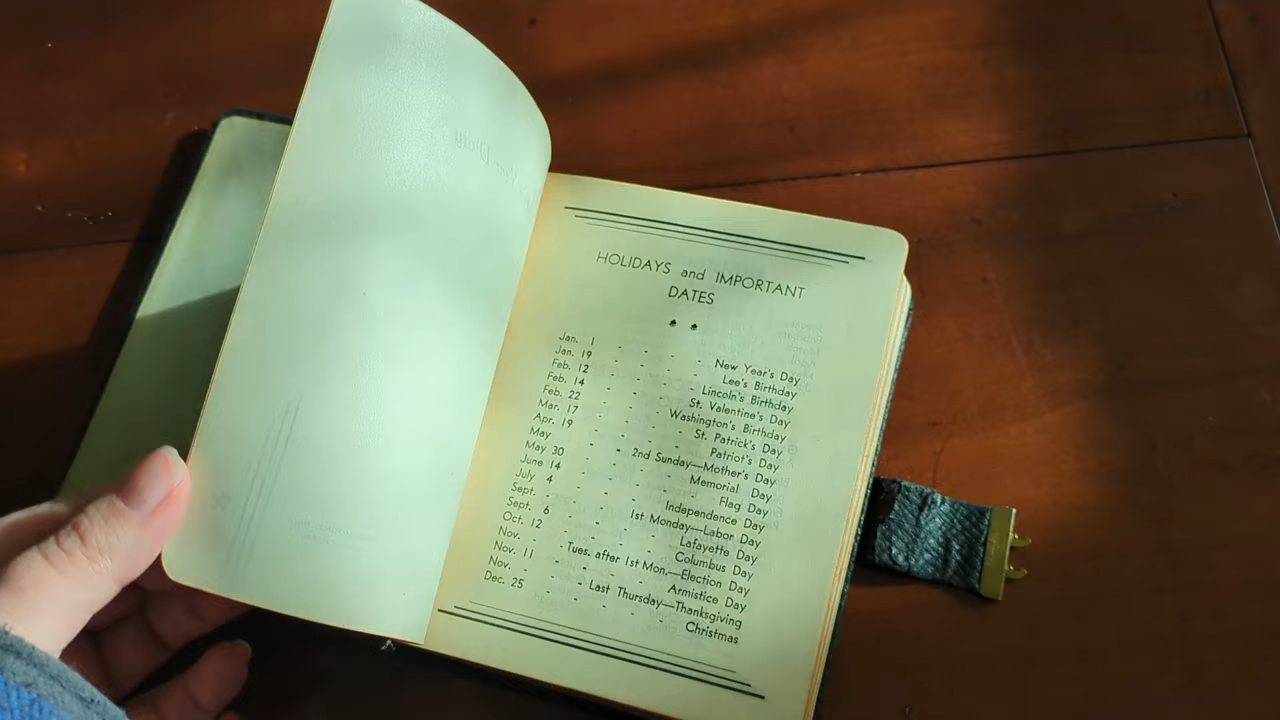 HOLIDAYS and IMPORTANT
DATES
Jan. 1 - - - - New Year's Day
Jan. 19 - - - - Lee's Birthday
Feb. 12 - - - - Lincoln's Birthday
Feb. 14 - - - - St. Valentine's Day
Feb. 22 - - - Washington's Birthday
Mar. 17 - - - - St. Patrick's Day
Apr. 19 - - - - Patriot's Day
May - - 2nd Sunday—Mother's Day
May 30 - - - - Memorial Day
June 14 - - - - Flag Day
July 4 - - - - Independence Day
Sept. - - - 1st Monday—Labor Day
Sept. 6 - - - - Lafayette Day
Oct. 12 - - - - Columbus Day
Nov. - - Tues. after 1st Mon.—Election Day
Nov. 11 - - - - Armistice Day
Nov. - - - Last Thursday—Thanksgiving
Dec. 25 - - - - Christmas